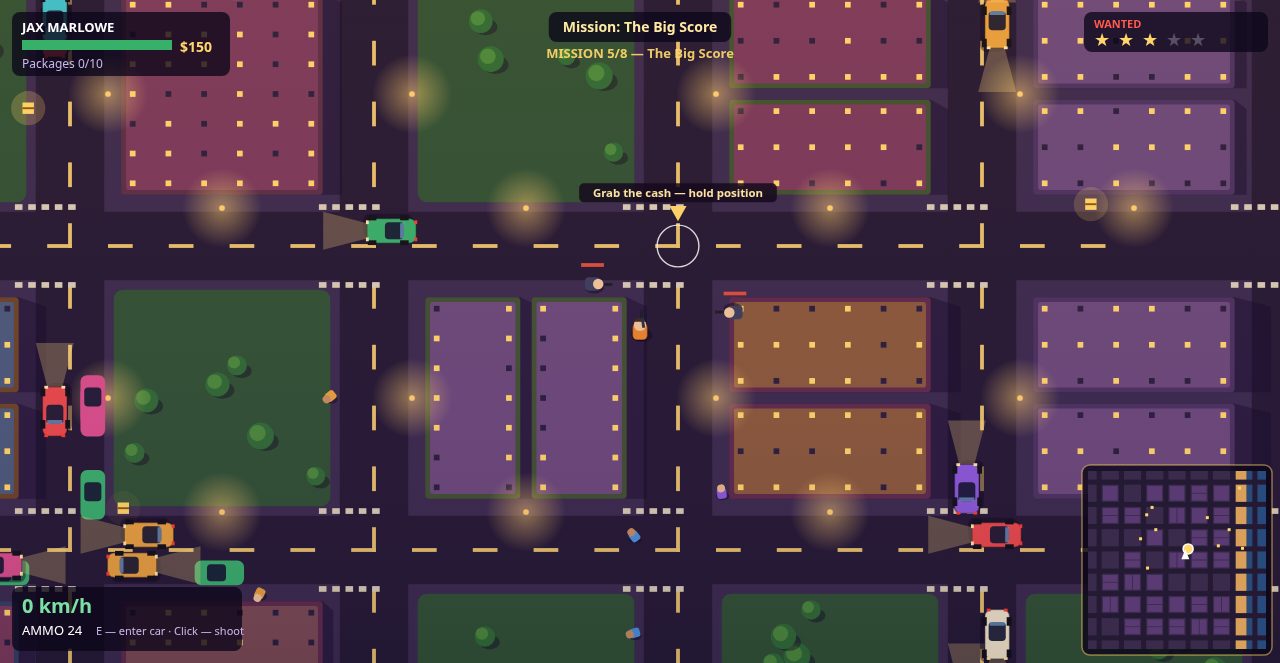 JAX MARLOWE
$150
Packages 0/10
Mission: The Big Score
MISSION 5/8 — The Big Score
WANTED
Grab the cash — hold position
0 km/h
AMMO 24 E — enter car · Click — shoot